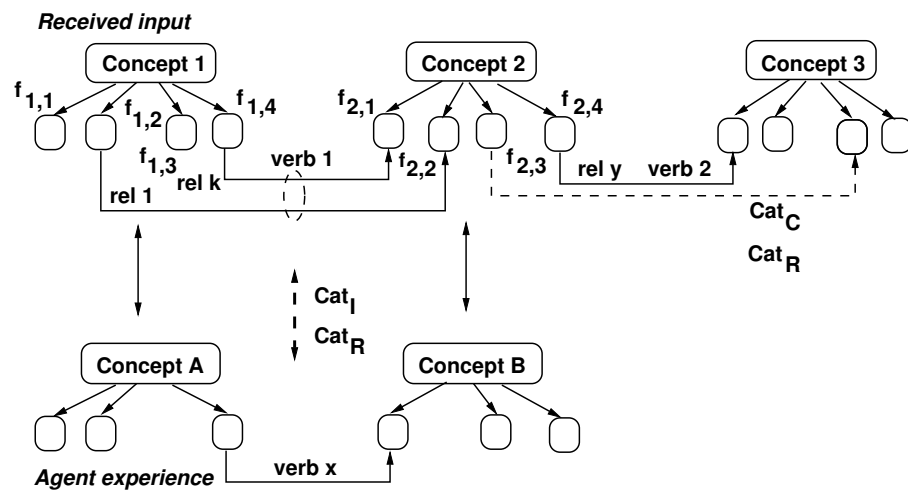 Received input
Concept 1
Concept 2
Concept 3
f1,1
f1,2
f1,3
f1,4
f2,1
f2,2
f2,3
f2,4
verb 1
rel k
rel 1
rel y
verb 2
CatC
CatR
CatI
CatR
Concept A
Concept B
verb x
Agent experience